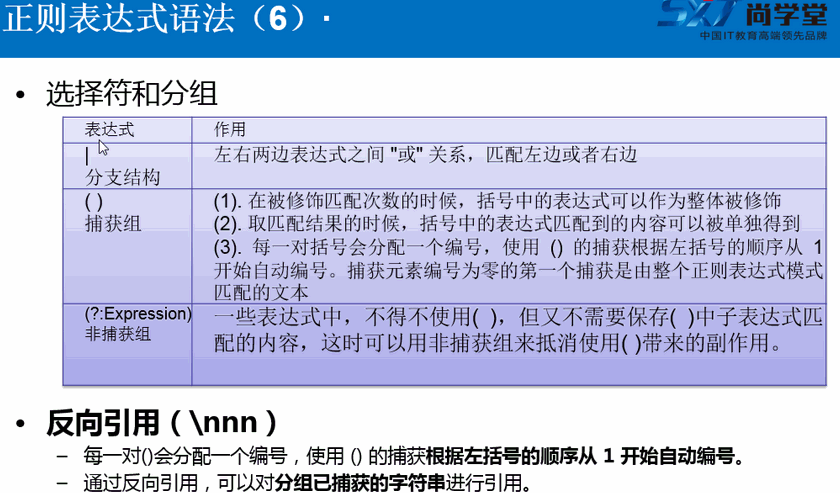 正则表达式语法（6）·
SXT 尚学堂
中国IT教育高端领先品牌
• 选择符和分组
表达式 作用
|
分支结构
左右两边表达式之间 "或" 关系，匹配左边或者右边
( )
捕获组
(1). 在被修饰匹配次数的时候，括号中的表达式可以作为整体被修饰
(2). 取匹配结果的时候，括号中的表达式匹配到的内容可以被单独得到
(3). 每一对括号会分配一个编号，使用 () 的捕获根据左括号的顺序从 1
开始自动编号。捕获元素编号为零的第一个捕获是由整个正则表达式模式
匹配的文本
(?:Expression)
非捕获组
一些表达式中，不得不使用( )，但又不需要保存( )中子表达式匹
配的内容，这时可以用非捕获组来抵消使用( )带来的副作用。
• 反向引用（\nnn）
– 每一对()会分配一个编号，使用 () 的捕获根据左括号的顺序从 1 开始自动编号。
– 通过反向引用，可以对分组已捕获的字符串进行引用。